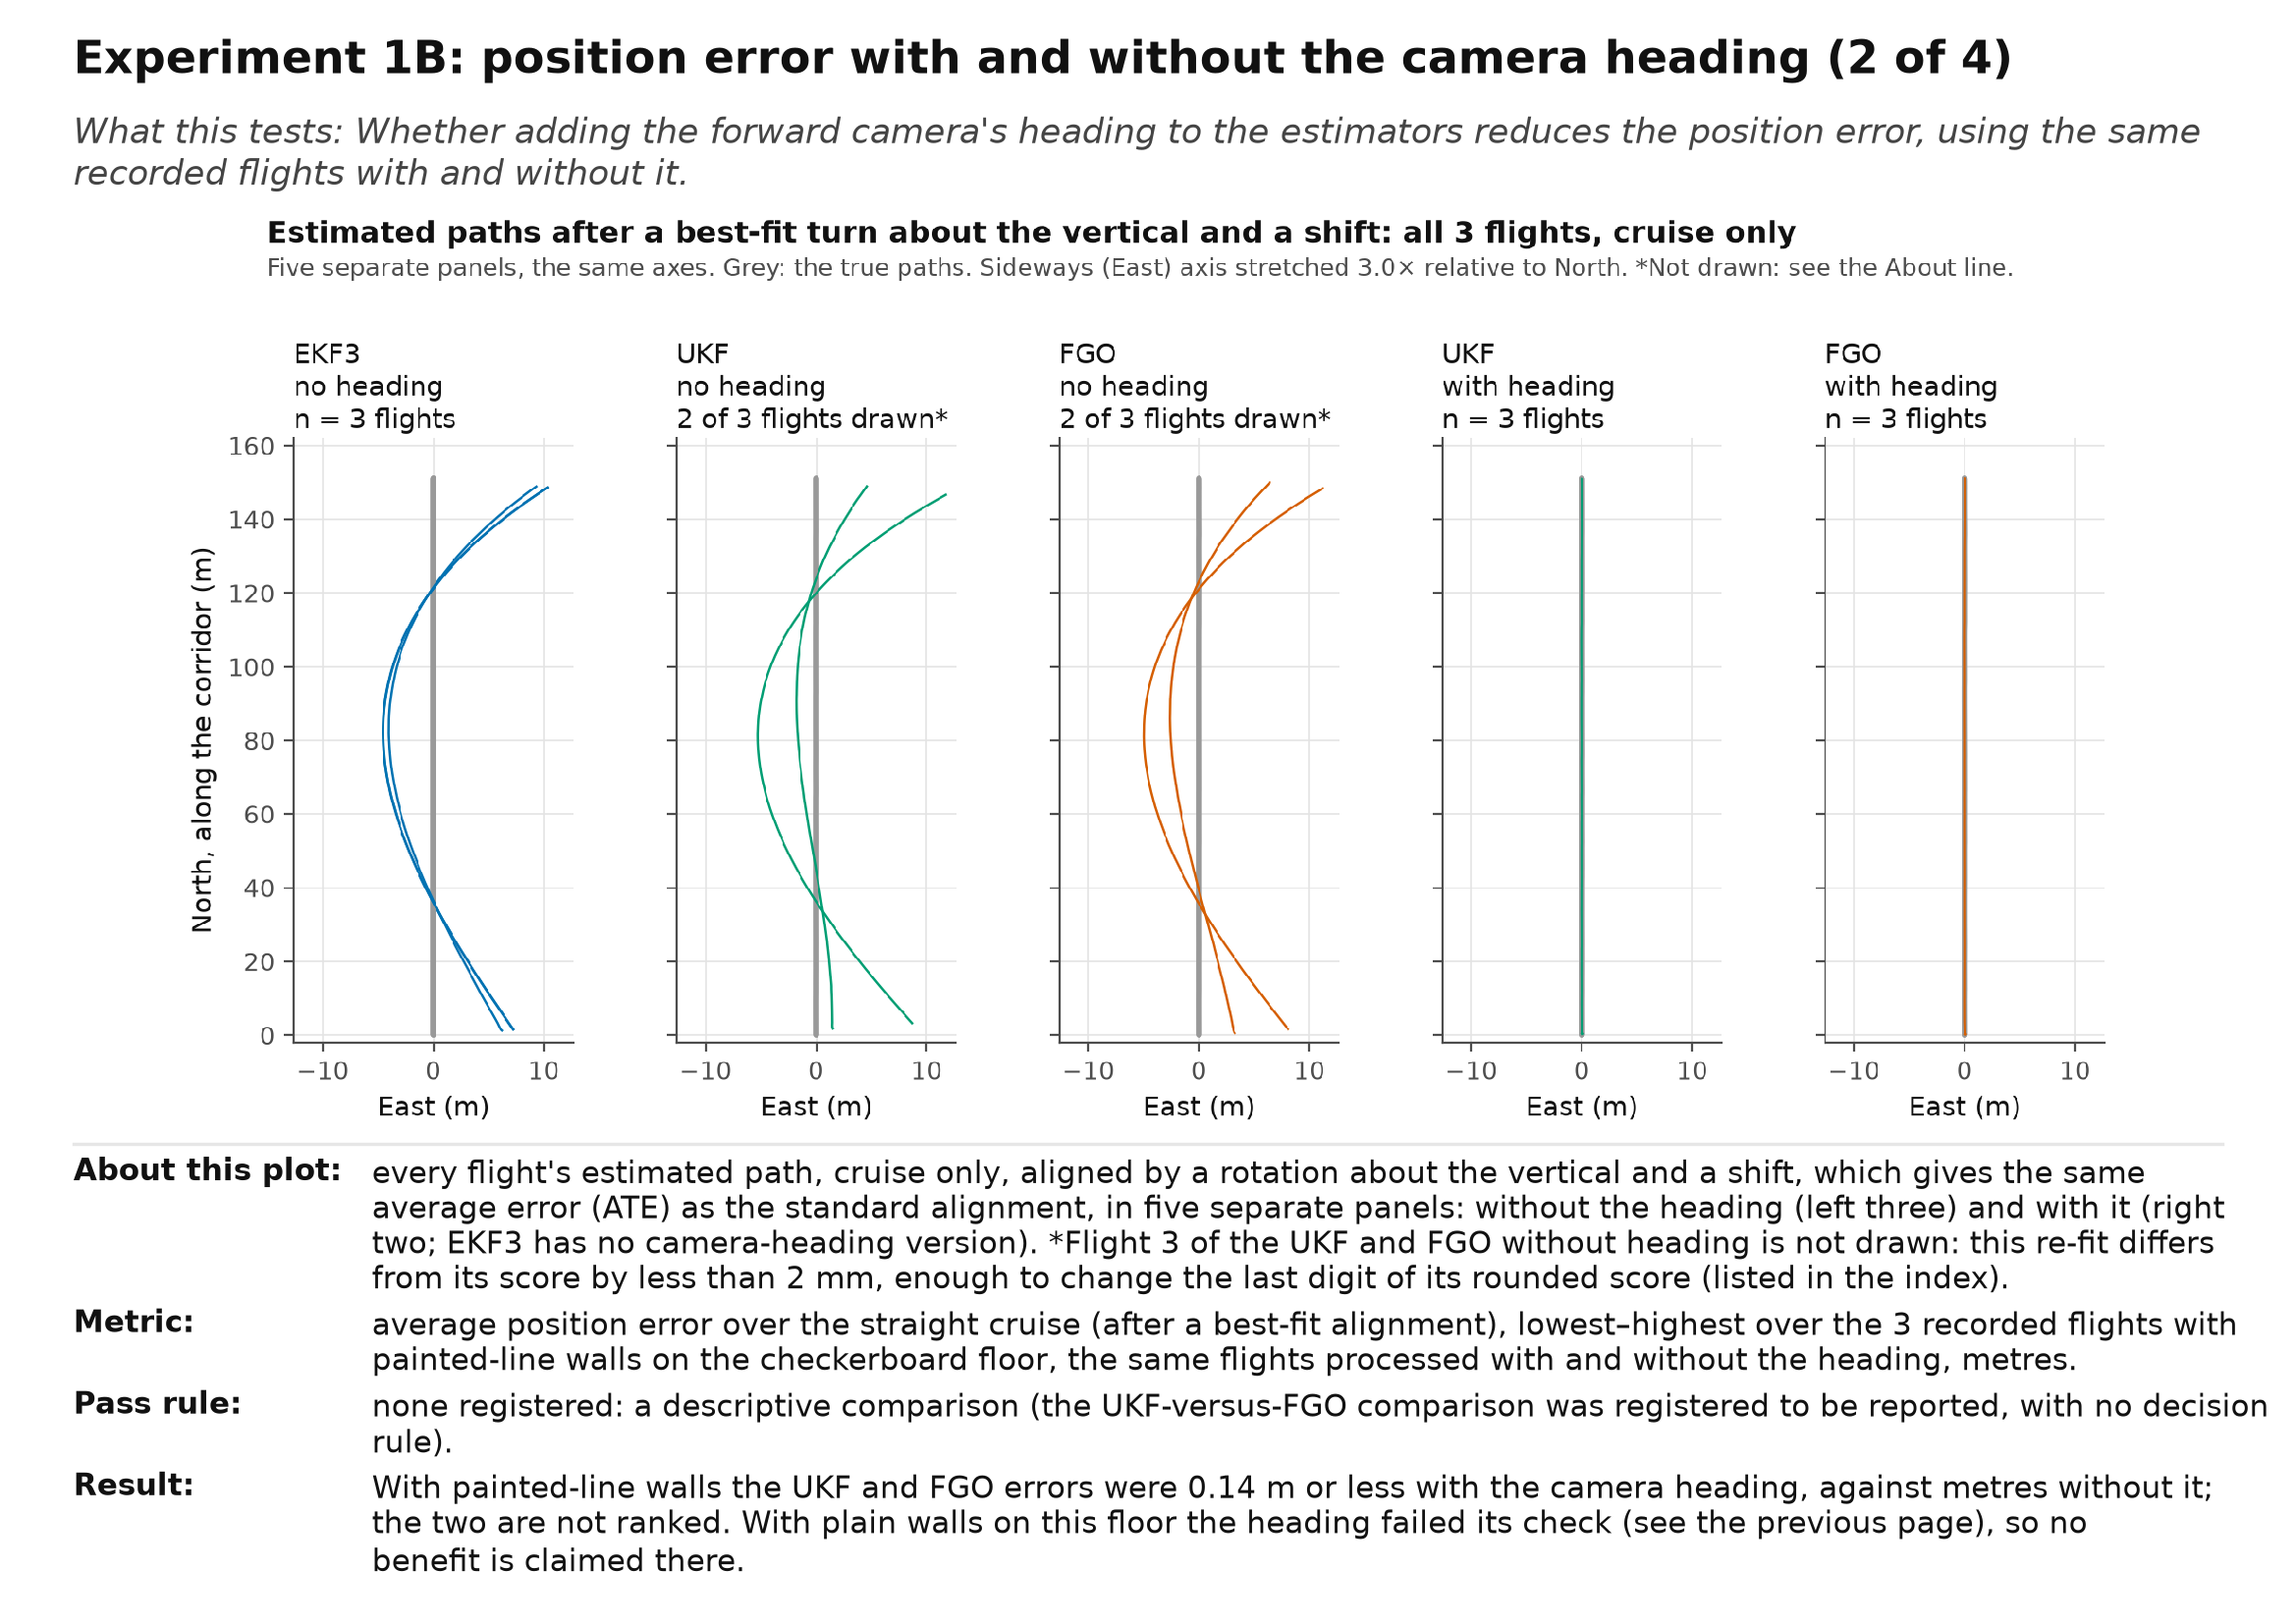 Experiment 1B: position error with and without the camera heading (2 of 4)
What this tests: Whether adding the forward camera's heading to the estimators reduces the position error, using the same
recorded flights with and without it.
Estimated paths after a best-fit turn about the vertical and a shift: all 3 flights, cruise only
Five separate panels, the same axes. Grey: the true paths. Sideways (East) axis stretched 3.0× relative to North. *Not drawn: see the About line.
EKF3
no heading
n = 3 flights
UKF
no heading
2 of 3 flights drawn*
FGO
no heading
2 of 3 flights drawn*
UKF
with heading
n = 3 flights
FGO
with heading
n = 3 flights
North, along the corridor (m)
160
140
120
100
80
60
40
20
0
−10 0 10
−10 0 10
−10 0 10
−10 0 10
−10 0 10
East (m)
East (m)
East (m)
East (m)
East (m)
About this plot: every flight's estimated path, cruise only, aligned by a rotation about the vertical and a shift, which gives the same
average error (ATE) as the standard alignment, in five separate panels: without the heading (left three) and with it (right
two; EKF3 has no camera-heading version). *Flight 3 of the UKF and FGO without heading is not drawn: this re-fit differs
from its score by less than 2 mm, enough to change the last digit of its rounded score (listed in the index).
Metric: average position error over the straight cruise (after a best-fit alignment), lowest–highest over the 3 recorded flights with
painted-line walls on the checkerboard floor, the same flights processed with and without the heading, metres.
Pass rule: none registered: a descriptive comparison (the UKF-versus-FGO comparison was registered to be reported, with no decision
rule).
Result: With painted-line walls the UKF and FGO errors were 0.14 m or less with the camera heading, against metres without it;
the two are not ranked. With plain walls on this floor the heading failed its check (see the previous page), so no
benefit is claimed there.